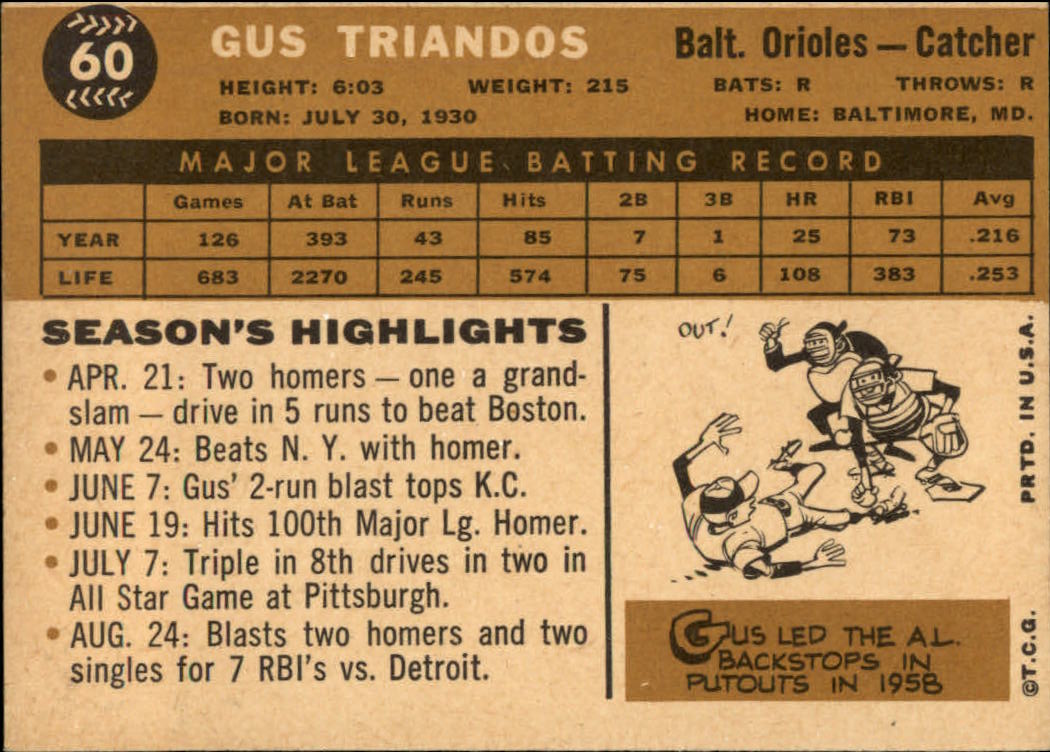 60
GUS TRIANDOS
Balt. Orioles — Catcher
HEIGHT: 6:03 WEIGHT: 215 BATS: R THROWS: R
BORN: JULY 30, 1930 HOME: BALTIMORE, MD.
MAJOR LEAGUE BATTING RECORD
Games At Bat Runs Hits 2B 3B HR RBI Avg
YEAR 126 393 43 85 7 1 25 73 .216
LIFE 683 2270 245 574 75 6 108 383 .253
SEASON'S HIGHLIGHTS
• APR. 21: Two homers — one a grand-
slam — drive in 5 runs to beat Boston.
• MAY 24: Beats N. Y. with homer.
• JUNE 7: Gus' 2-run blast tops K.C.
• JUNE 19: Hits 100th Major Lg. Homer.
• JULY 7: Triple in 8th drives in two in
All Star Game at Pittsburgh.
• AUG. 24: Blasts two homers and two
singles for 7 RBI's vs. Detroit.
OUT!
GUS LED THE A.L.
BACKSTOPS IN
PUTOUTS IN 1958
©T.C.G. PRTD. IN U.S.A.